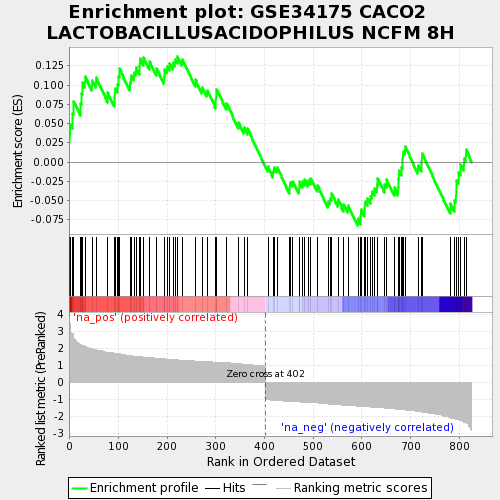 Enrichment plot: GSE34175 CACO2
LACTOBACILLUSACIDOPHILUS NCFM 8H
Enrichment score (ES)
0.125
0.100
0.075
0.050
0.025
0.000
-0.025
-0.050
-0.075
'na_pos' (positively correlated)
Ranked list metric (PreRanked)
4
3
2
1
0
-1
-2
-3
Zero cross at 402
'na_neg' (negatively correlated)
0 100 200 300 400 500 600 700 800
Rank in Ordered Dataset
Enrichment profile Hits Ranking metric scores